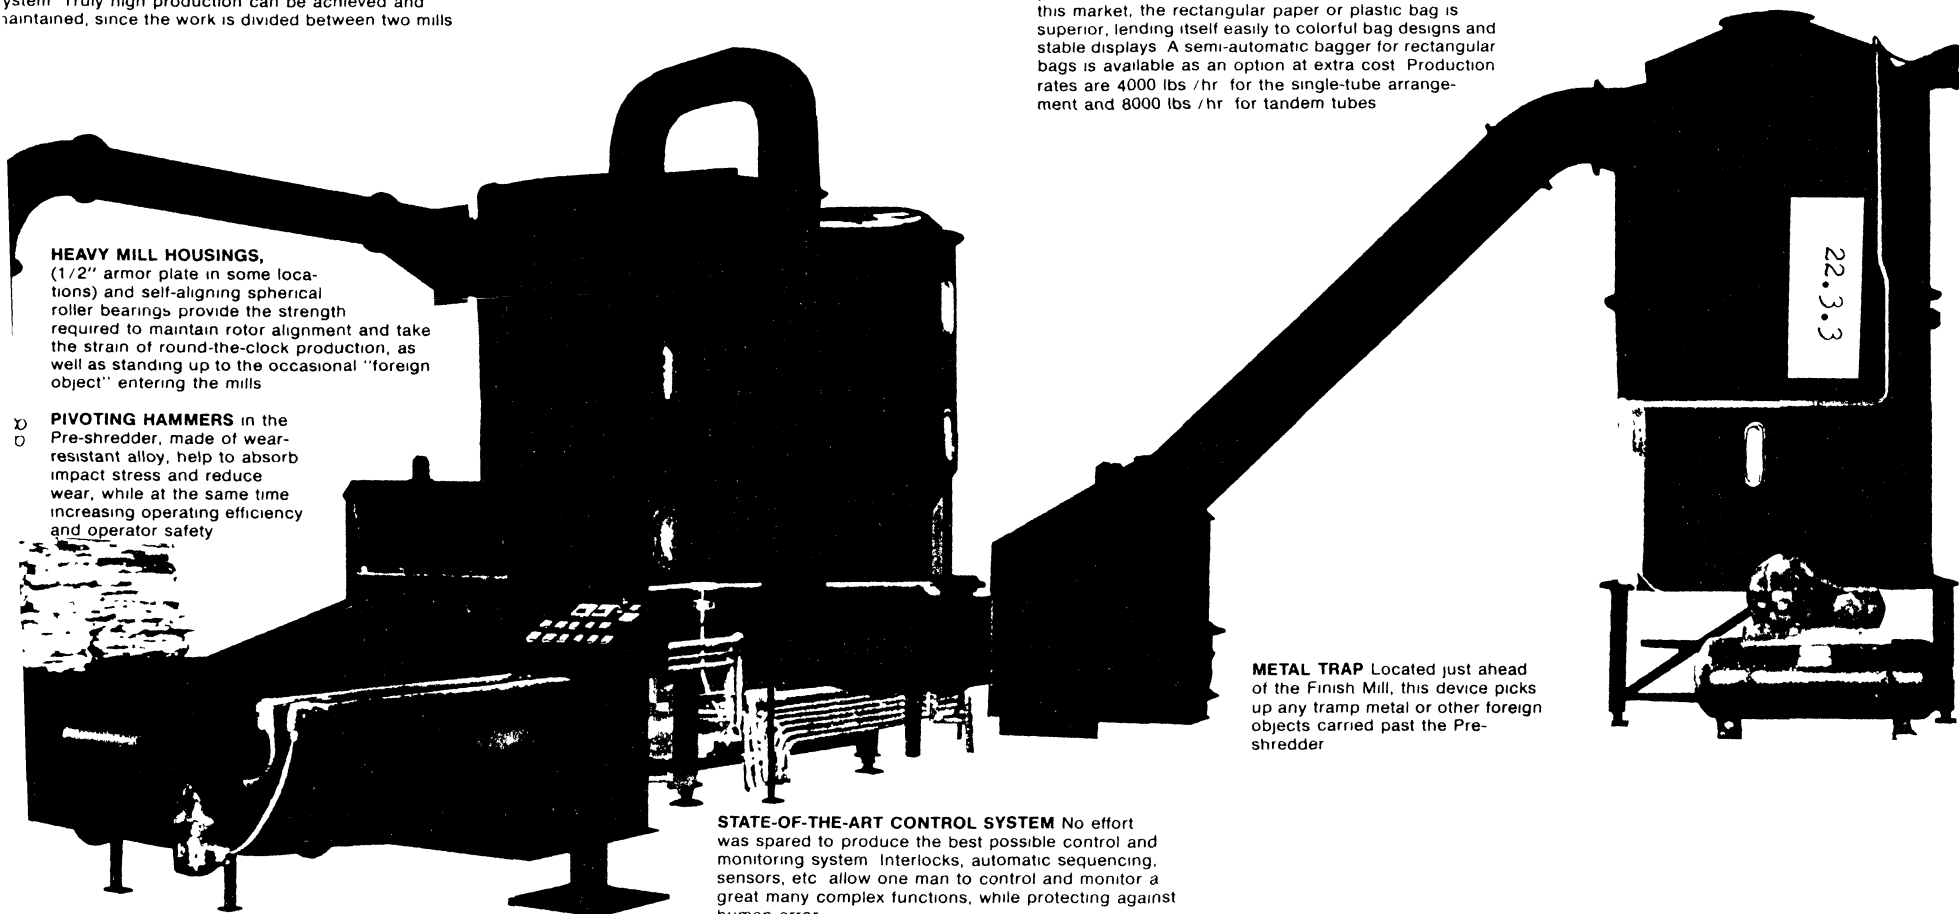 system Truly high production can be achieved and
maintained, since the work is divided between two mills
HEAVY MILL HOUSINGS,
(1/2" armor plate in some loca-
tions) and self-aligning spherical
roller bearings provide the strength
required to maintain rotor alignment and take
the strain of round-the-clock production, as
well as standing up to the occasional "foreign
object" entering the mills
PIVOTING HAMMERS in the
Pre-shredder, made of wear-
resistant alloy, help to absorb
impact stress and reduce
wear, while at the same time
increasing operating efficiency
and operator safety
this market, the rectangular paper or plastic bag is
superior, lending itself easily to colorful bag designs and
stable displays A semi-automatic bagger for rectangular
bags is available as an option at extra cost Production
rates are 4000 lbs /hr for the single-tube arrange-
ment and 8000 lbs /hr for tandem tubes
22.3.3
METAL TRAP Located just ahead
of the Finish Mill, this device picks
up any tramp metal or other foreign
objects carried past the Pre-
shredder
STATE-OF-THE-ART CONTROL SYSTEM No effort
was spared to produce the best possible control and
monitoring system Interlocks, automatic sequencing,
sensors, etc allow one man to control and monitor a
great many complex functions, while protecting against
human error